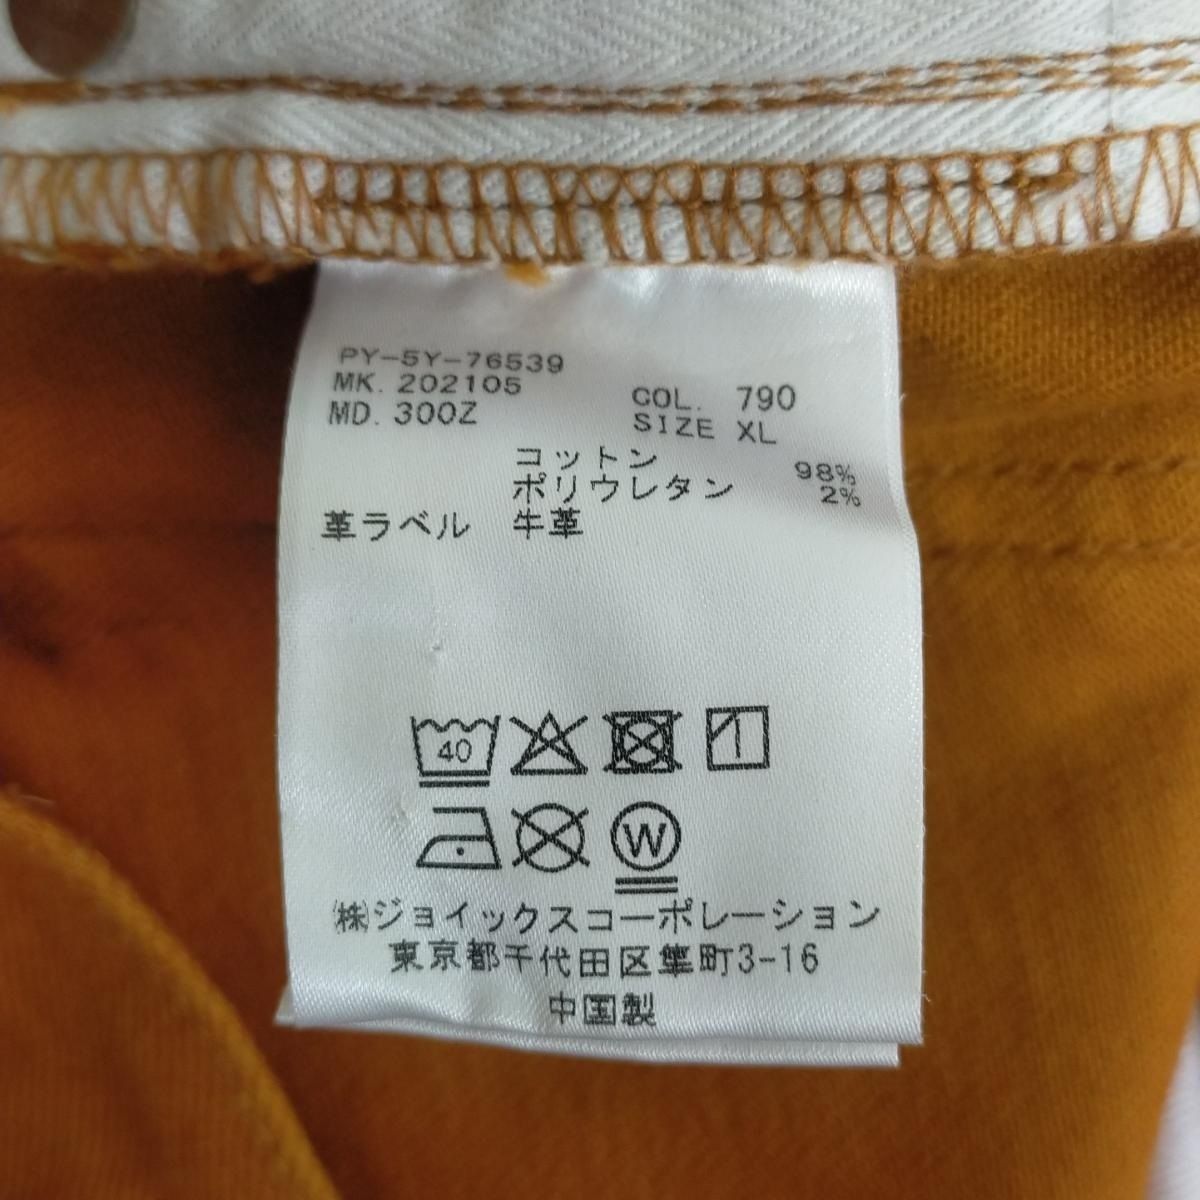 PY-5Y-76539
MK. 202105
MD. 300Z
COL. 790
SIZE XL
コットン 98%
ポリウレタン 2%
革ラベル 牛革
40
W
㈱ジョイックスコーポレーション
東京都千代田区隼町3-16
中国製